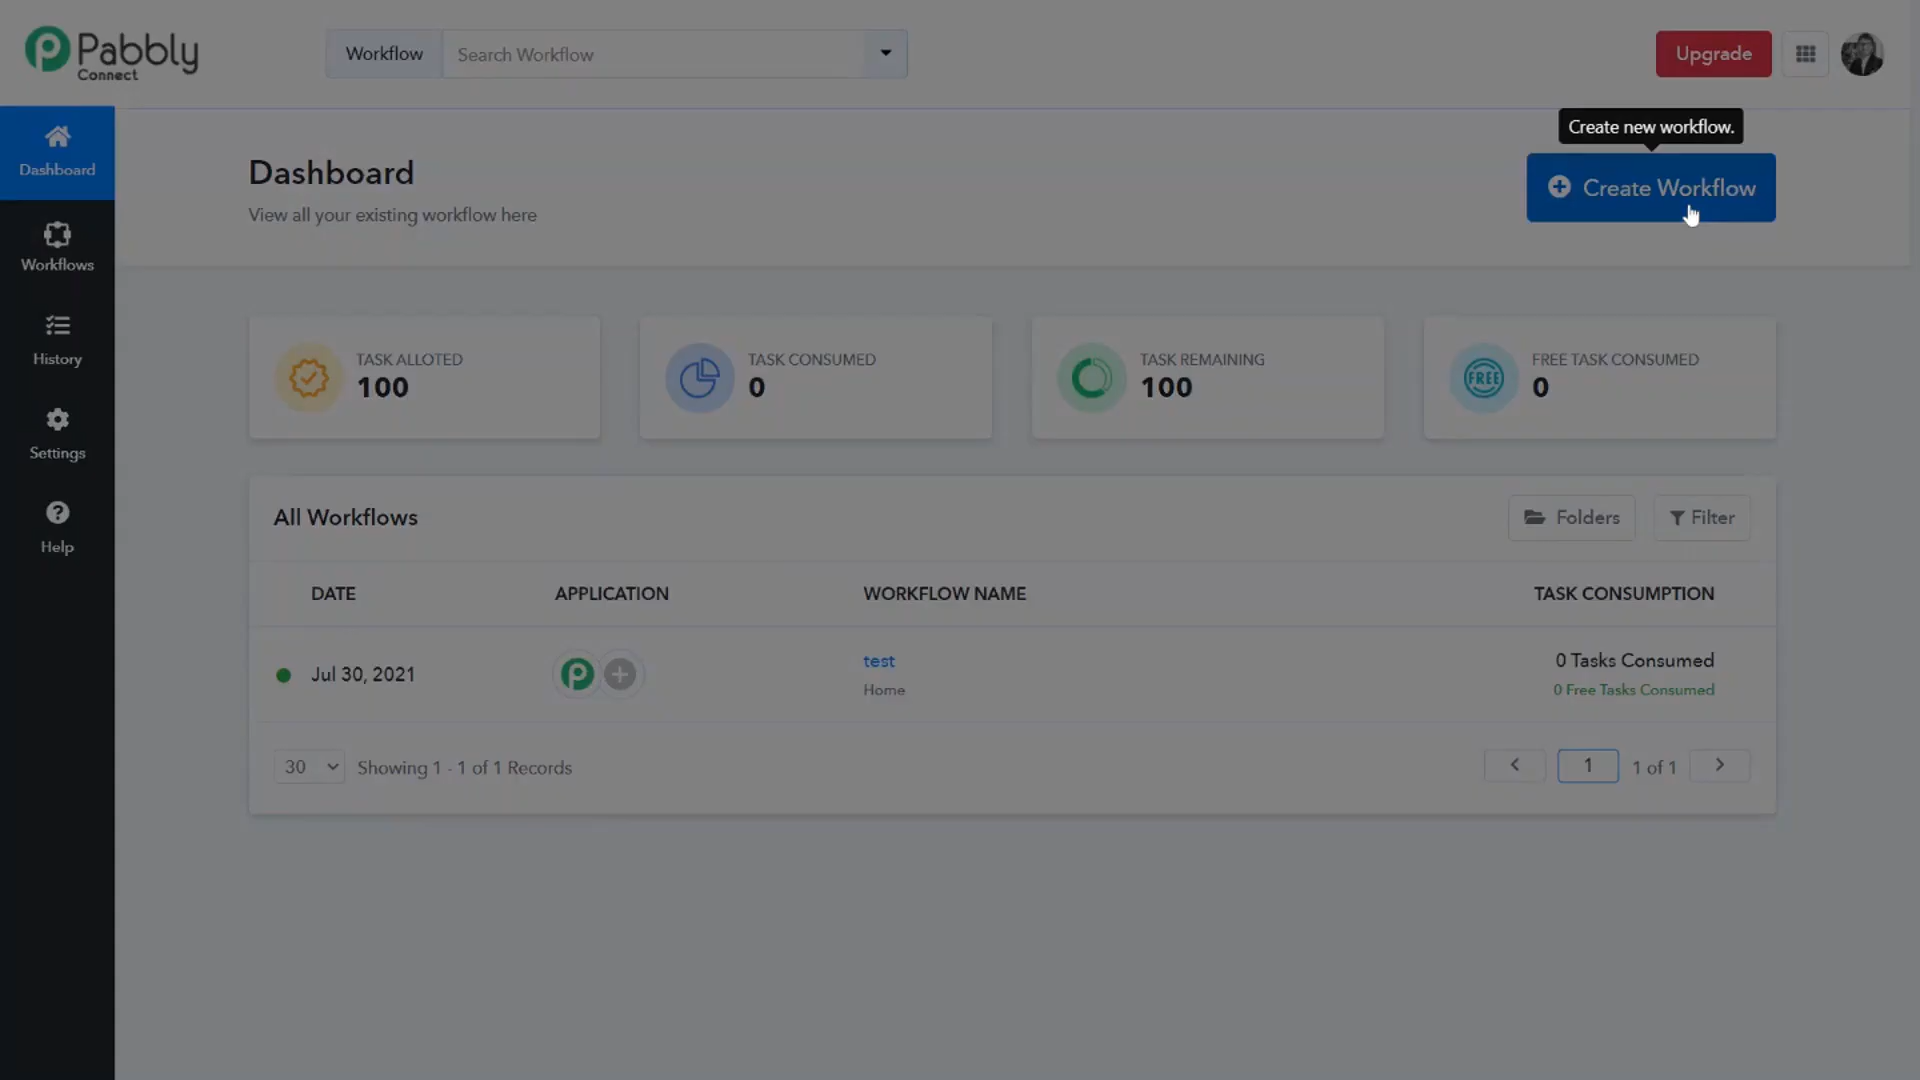 Pabbly
Connect
Workflow
Search Workflow
Upgrade
Create new workflow.
Create Workflow
Dashboard
Workflows
History
Settings
Help
Dashboard
View all your existing workflow here
TASK ALLOTED
100
TASK CONSUMED
0
TASK REMAINING
100
FREE
FREE TASK CONSUMED
0
All Workflows
Folders
Filter
DATE APPLICATION WORKFLOW NAME TASK CONSUMPTION
Jul 30, 2021
test
Home
0 Tasks Consumed
0 Free Tasks Consumed
30
Showing 1 - 1 of 1 Records
1
1 of 1